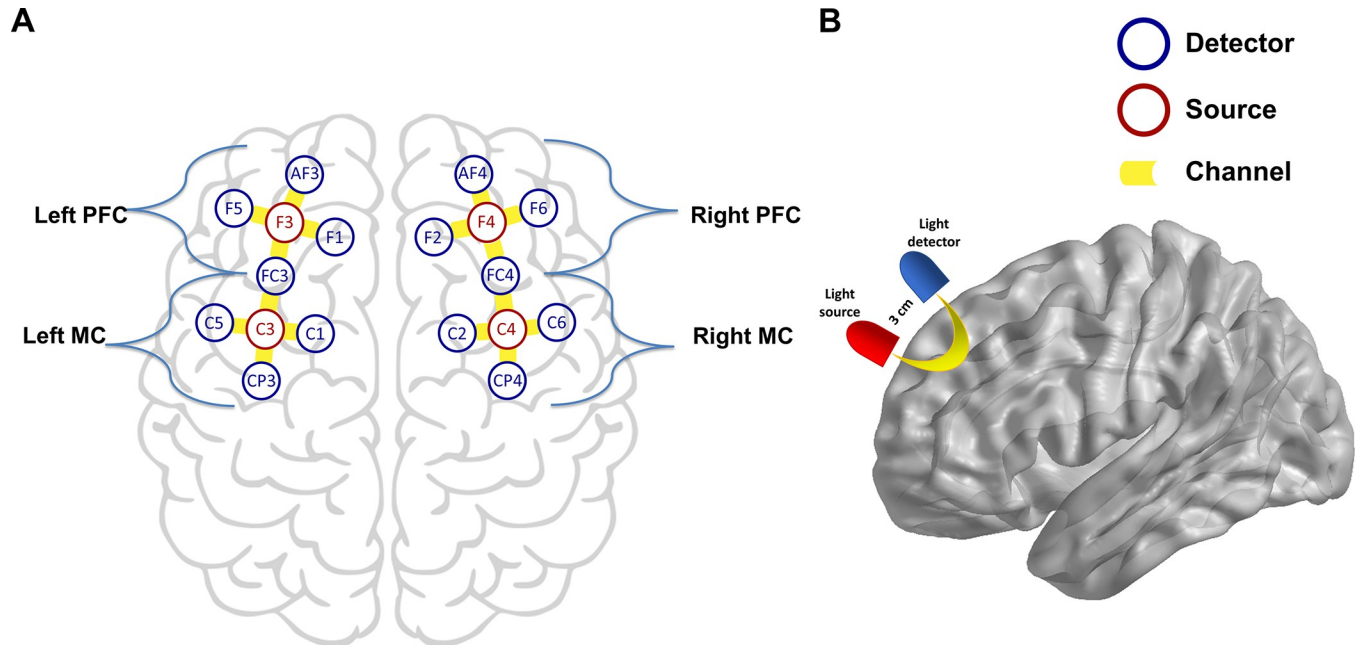 A
B
Detector
Source
Channel
Left PFC
AF3
F5
F3
F1
FC3
Left MC
C5
C3
C1
CP3
AF4
F6
F4
F2
FC4
Right PFC
C2
C4
C6
CP4
Right MC
Light
detector
Light
source
3 cm